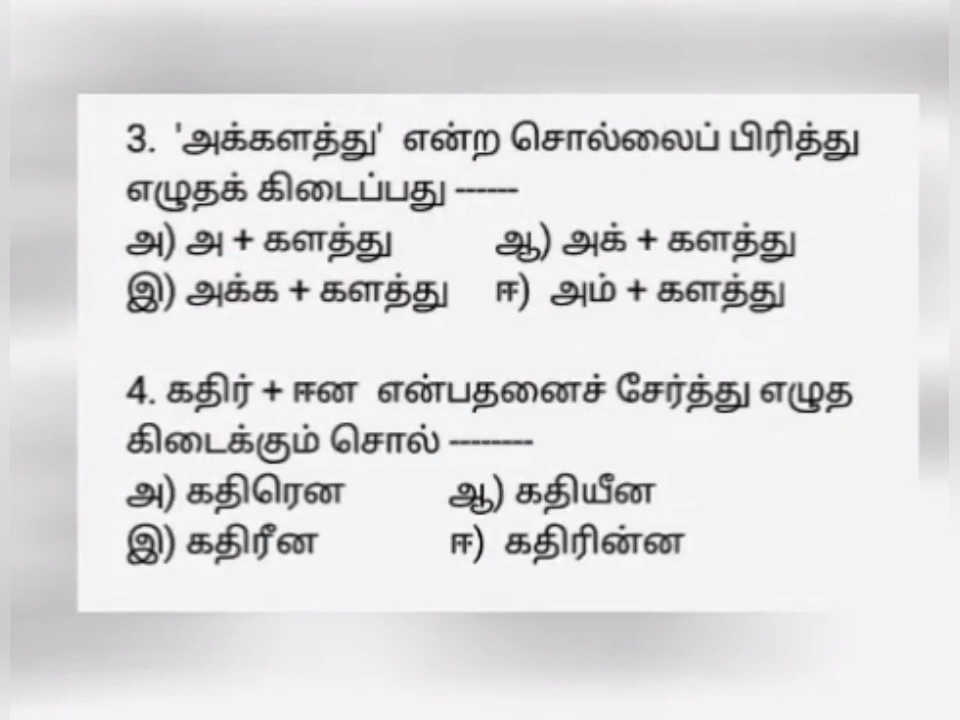 3. 'அக்களத்து' என்ற சொல்லைப் பிரித்து
எழுதக் கிடைப்பது ------
அ) அ + களத்து ஆ) அக் + களத்து
இ) அக்க + களத்து ஈ) அம் + களத்து
4. கதிர் + ஈன என்பதனைச் சேர்த்து எழுத
கிடைக்கும் சொல் --------
அ) கதிரென ஆ) கதியீன
இ) கதிரீன ஈ) கதிரின்ன